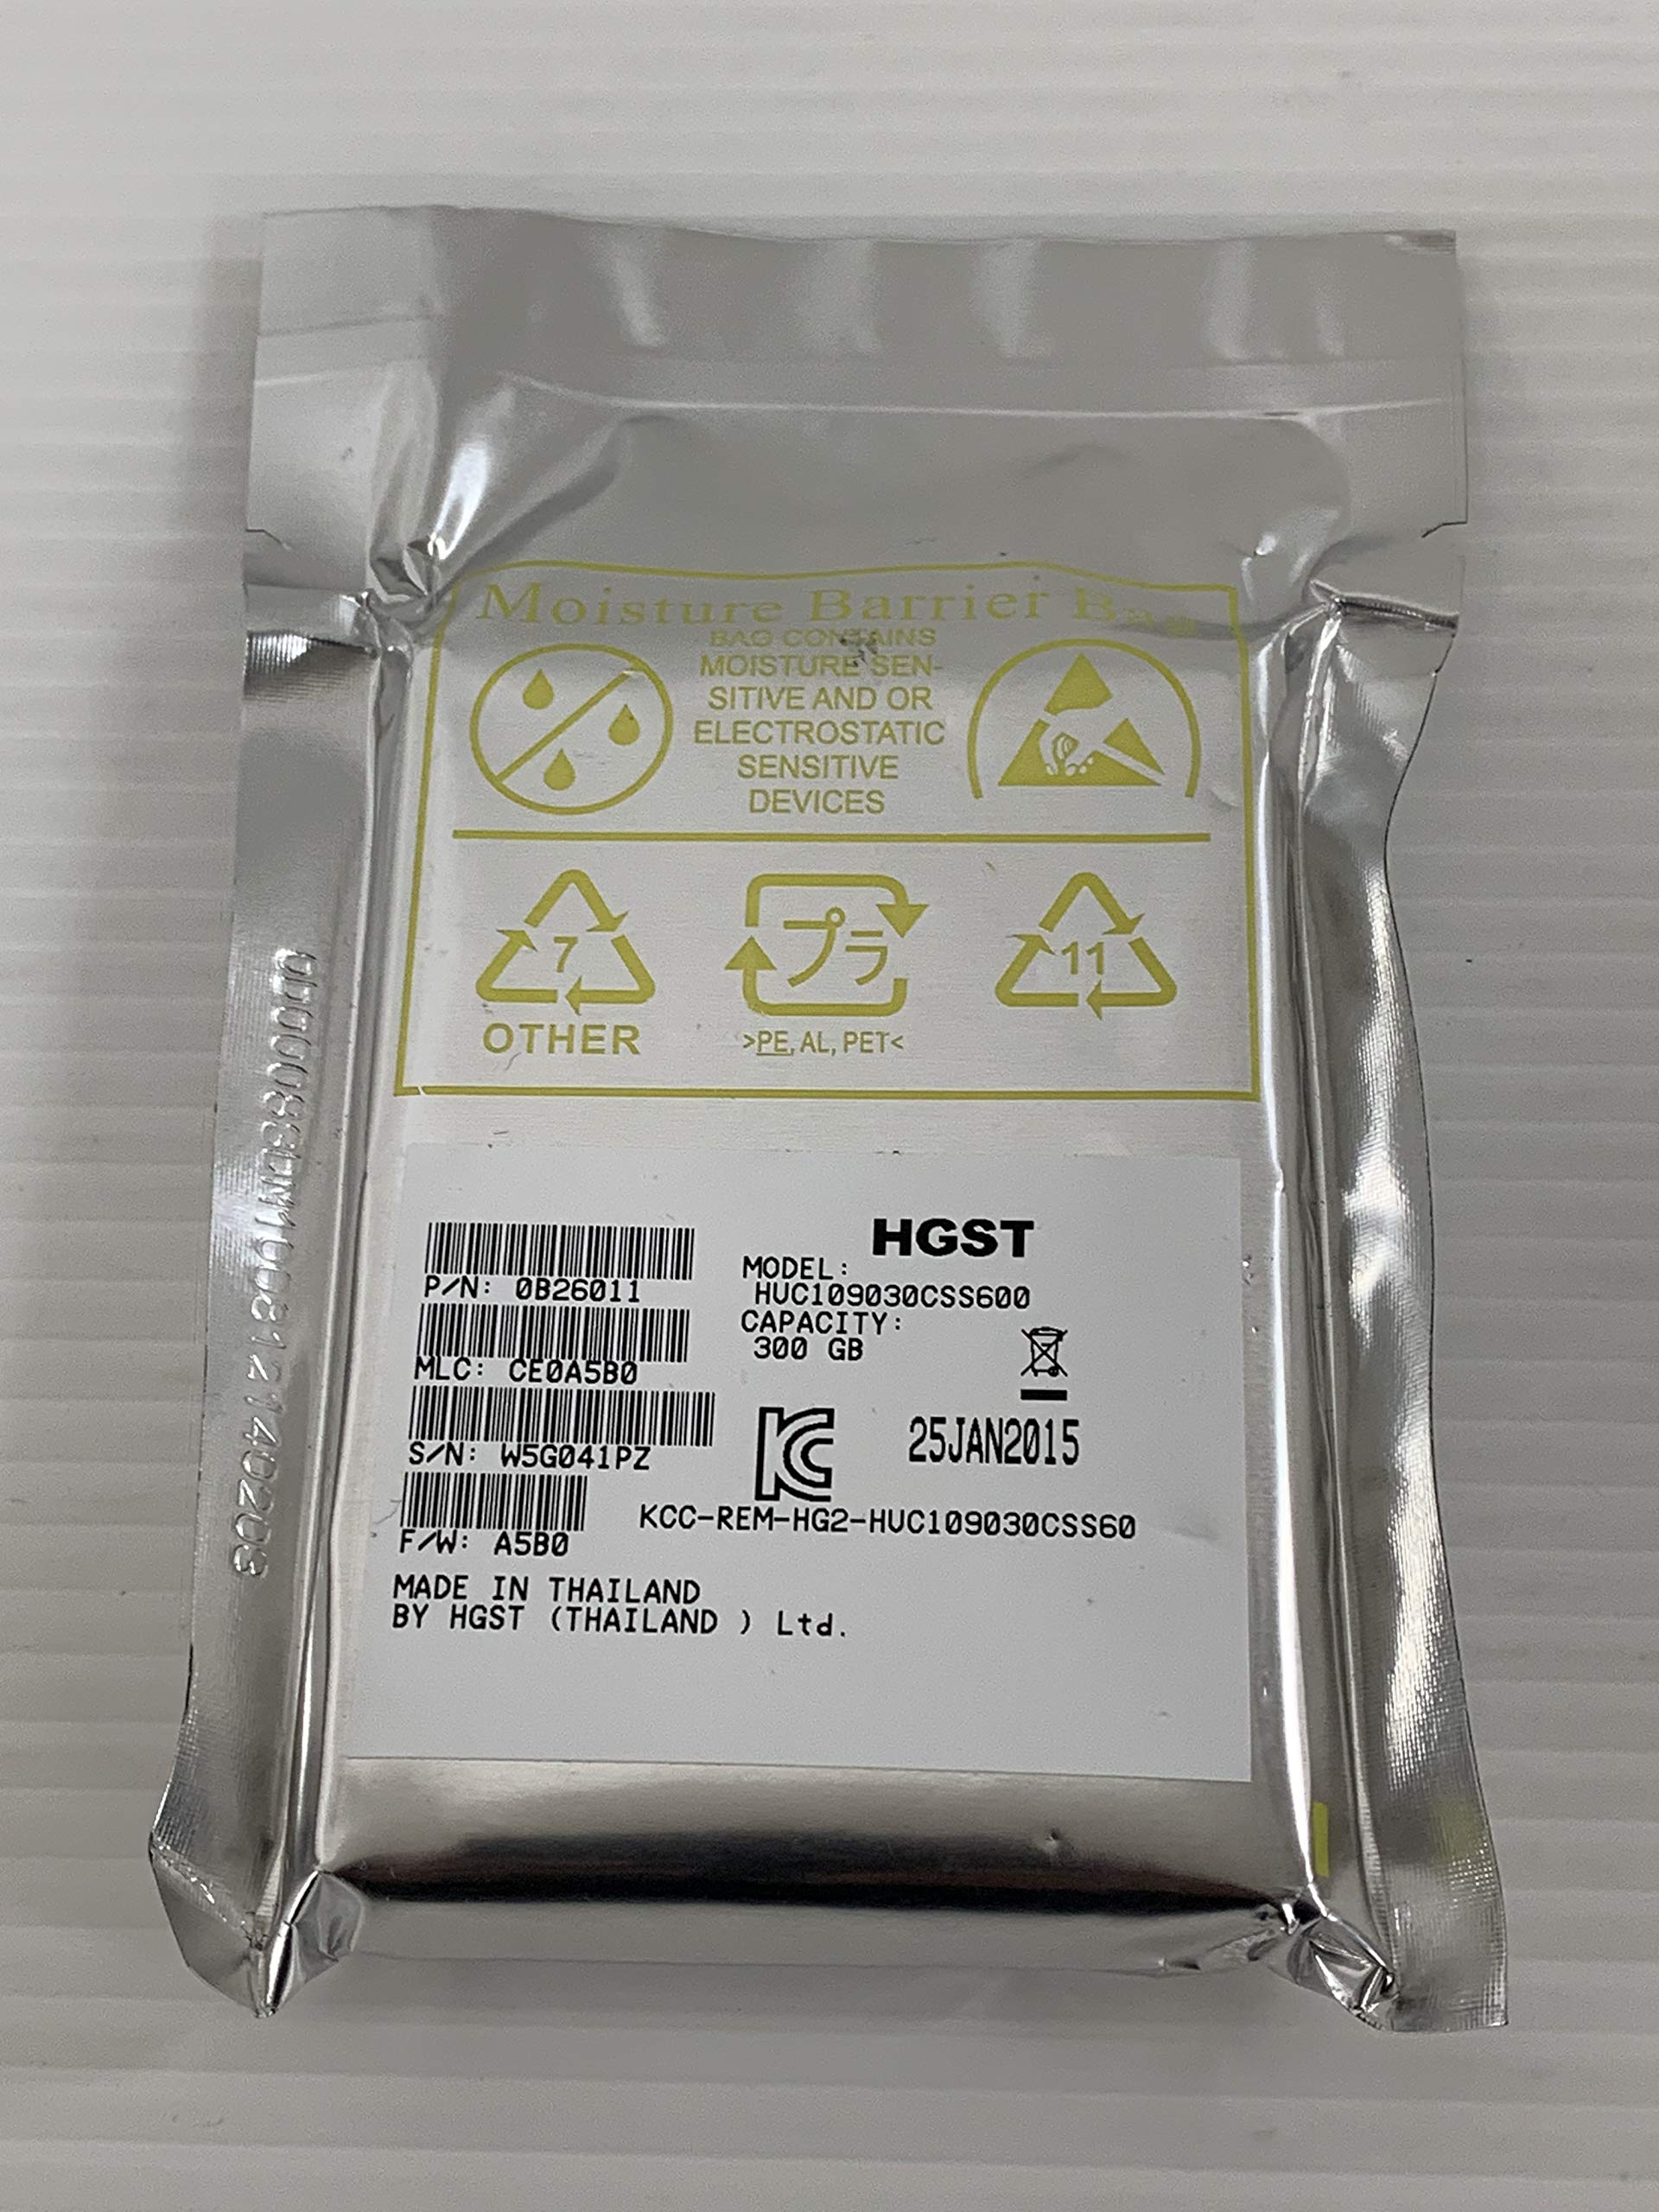 Moisture Barrier Bag
BAG CONTAINS
MOISTURE SEN-
SITIVE AND OR
ELECTROSTATIC
SENSITIVE
DEVICES
7
プラ
11
OTHER
>PE, AL, PET<
HGST
P/N: 0B26011
MLC: CE0A5B0
S/N: W5G041PZ
F/W: A5B0
MODEL:
HUC109030CSS600
CAPACITY:
300 GB
25JAN2015
KCC-REM-HG2-HUC109030CSS60
MADE IN THAILAND
BY HGST (THAILAND ) Ltd.